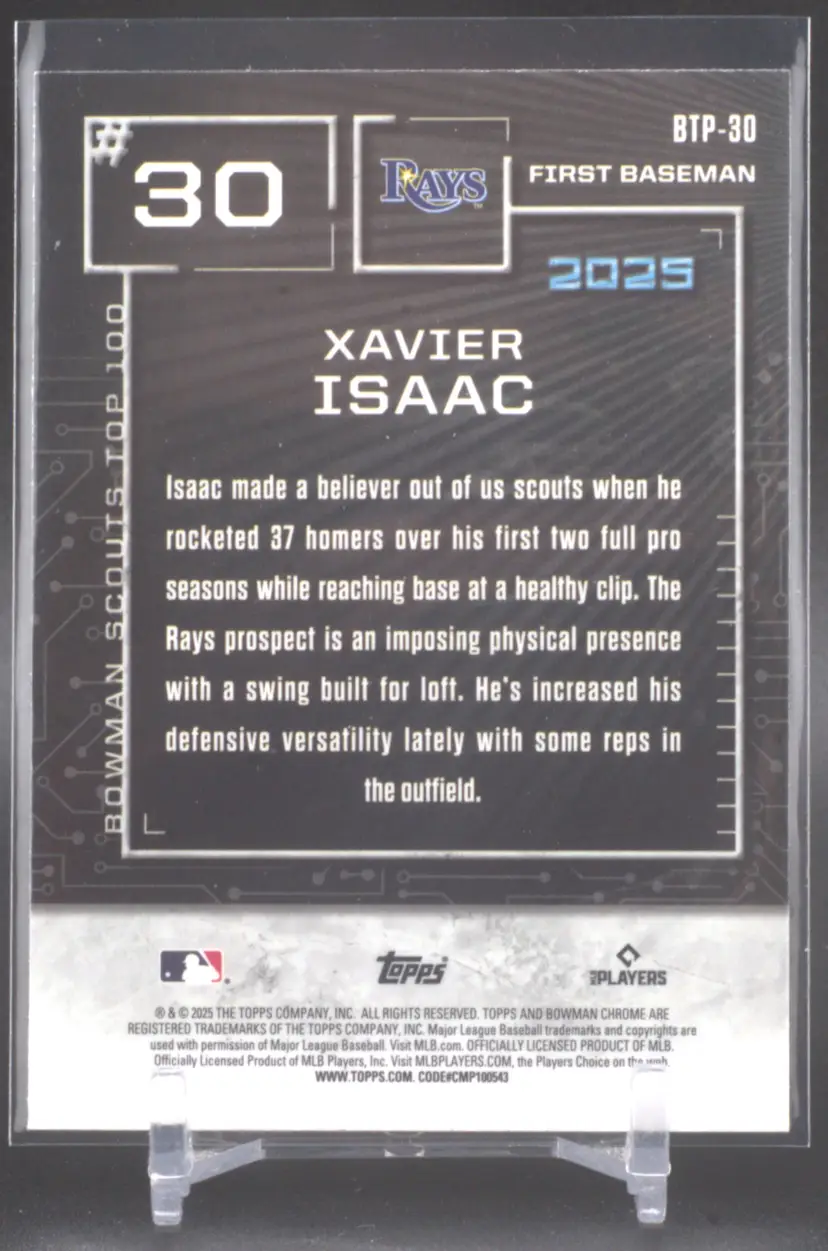 # 30
RAYS
BTP-30
FIRST BASEMAN
2025
BOWMAN SCOUTS TOP 100
XAVIER
ISAAC
Isaac made a believer out of us scouts when he
rocketed 37 homers over his first two full pro
seasons while reaching base at a healthy clip. The
Rays prospect is an imposing physical presence
with a swing built for loft. He's increased his
defensive versatility lately with some reps in
the outfield.
topps
PLAYERS
® & © 2025 THE TOPPS COMPANY, INC. ALL RIGHTS RESERVED. TOPPS AND BOWMAN CHROME ARE
REGISTERED TRADEMARKS OF THE TOPPS COMPANY, INC. Major League Baseball trademarks and copyrights are
used with permission of Major League Baseball. Visit MLB.com. OFFICIALLY LICENSED PRODUCT OF MLB.
Officially Licensed Product of MLB Players, Inc. Visit MLBPLAYERS.COM, the Players Choice on the web.
WWW.TOPPS.COM. CODE#CMP100543